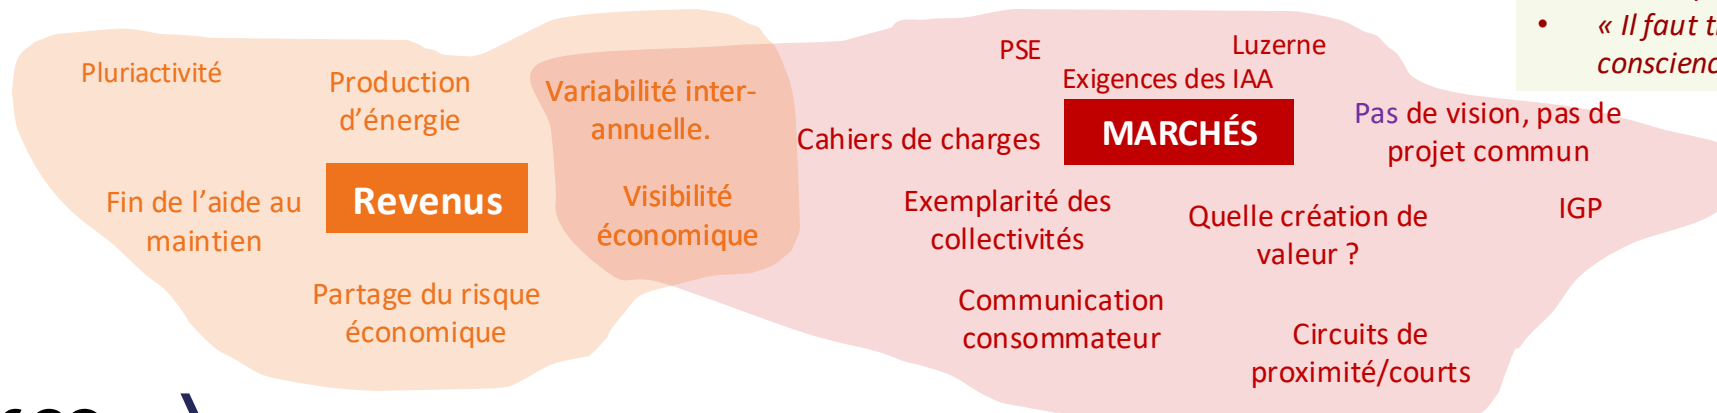 • « Il faut
conscienc
Pluriactivité
Production
d’énergie
Variabilité inter-
annuelle.
Fin de l’aide au
maintien
Revenus
Visibilité
économique
Partage du risque
économique
PSE
Luzerne
Exigences des IAA
Cahiers de charges
MARCHÉS
Pas de vision, pas de
projet commun
Exemplarité des
collectivités
Quelle création de
valeur ?
IGP
Communication
consommateur
Circuits de
proximité/courts